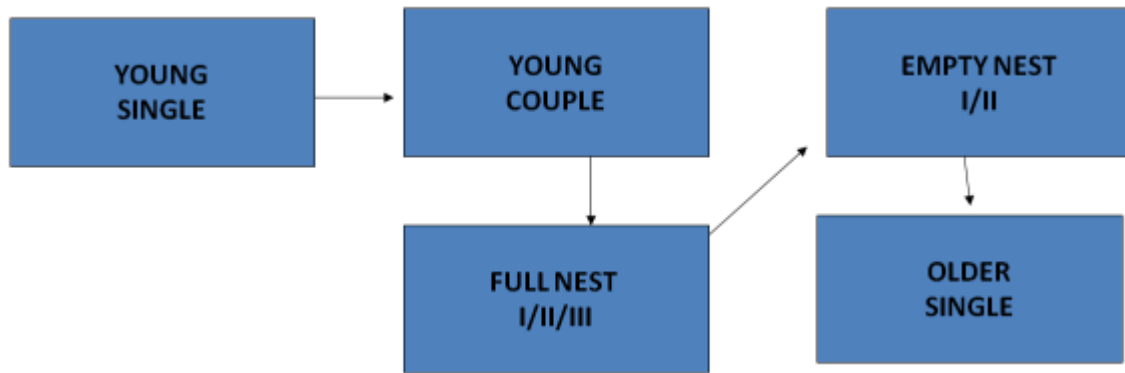 YOUNG
SINGLE
YOUNG
COUPLE
FULL NEST
I/II/III
EMPTY NEST
I/II
OLDER
SINGLE